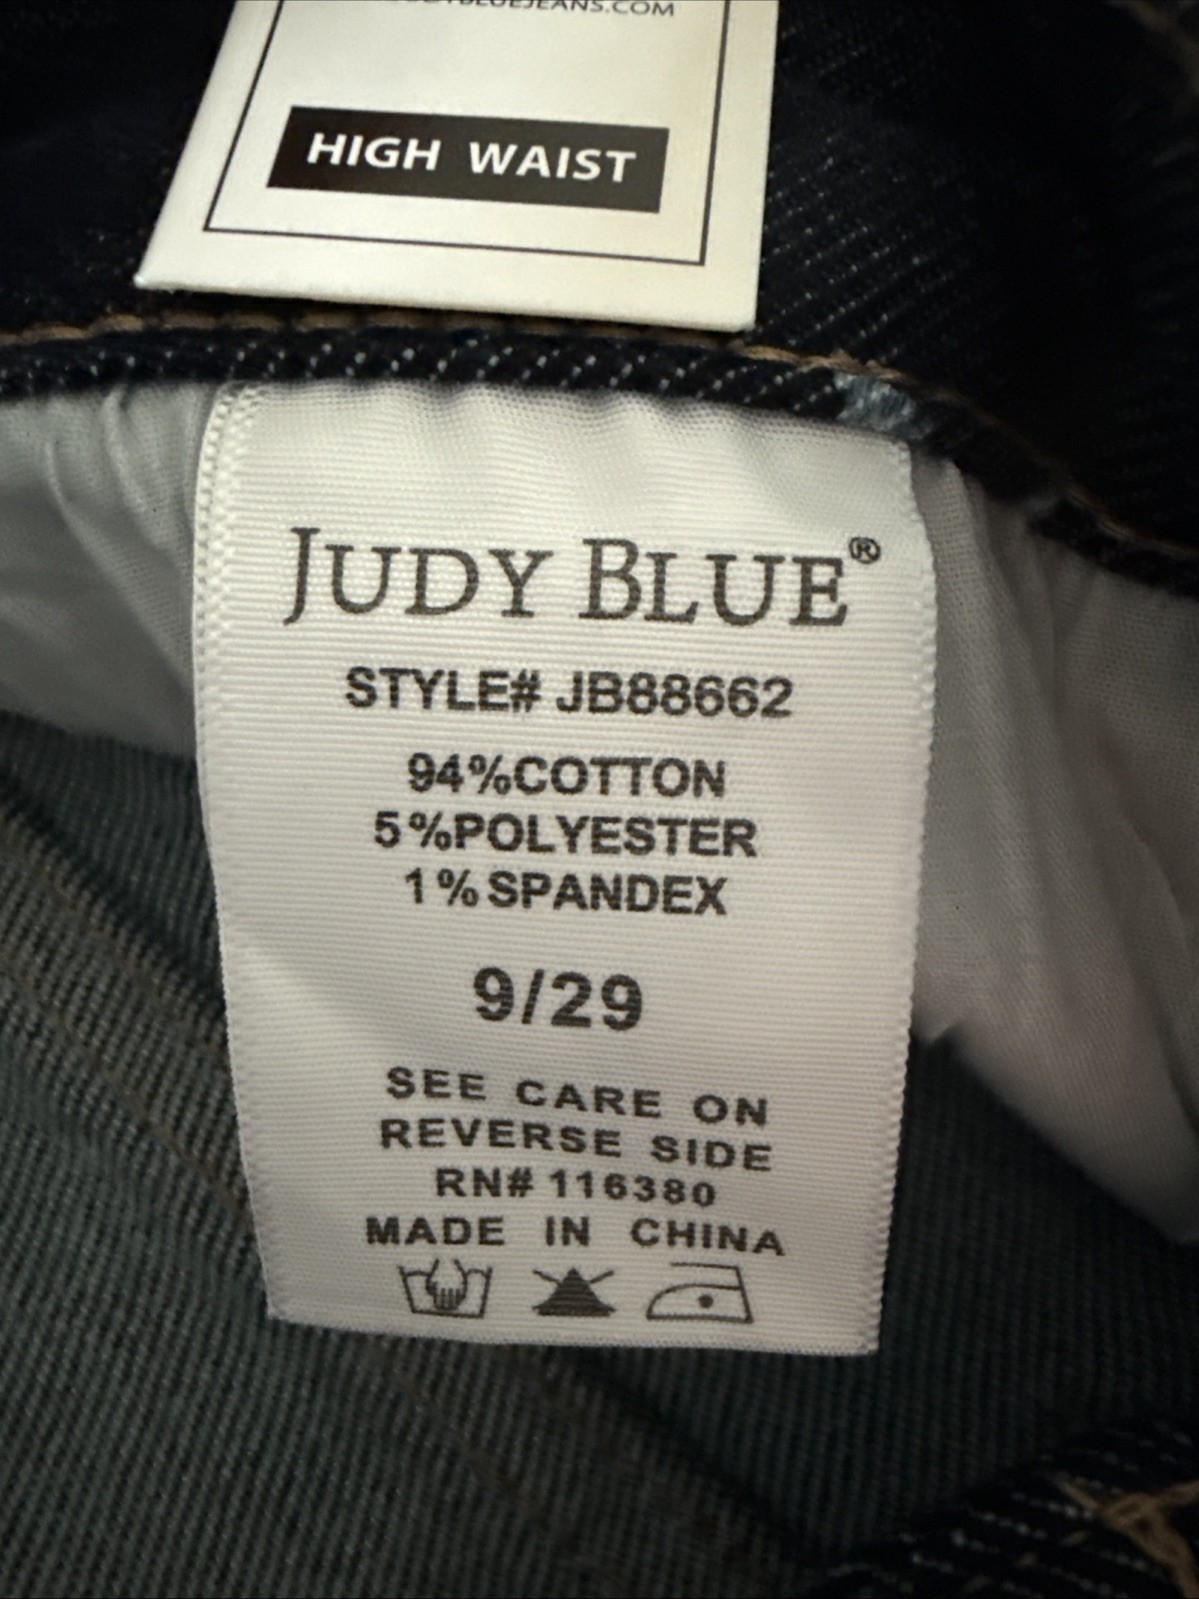 HIGH WAIST
JUDY BLUE®
STYLE# JB88662
94%COTTON
5%POLYESTER
1%SPANDEX
9/29
SEE CARE ON
REVERSE SIDE
RN# 116380
MADE IN CHINA